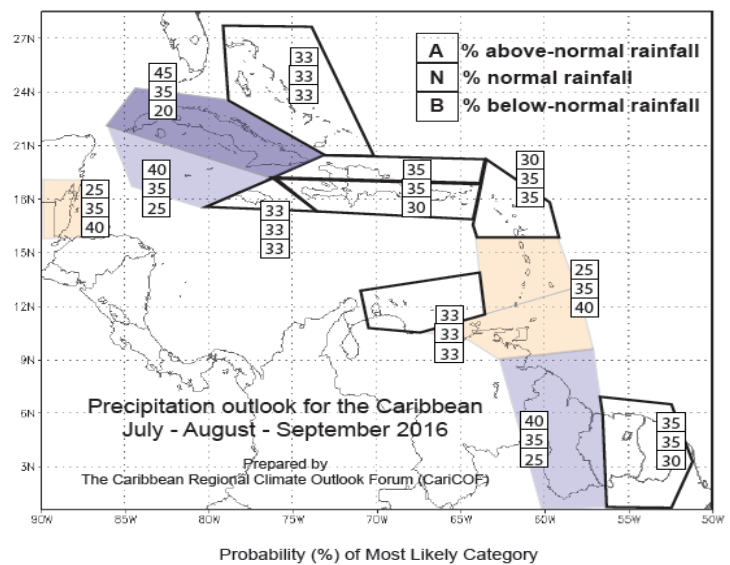 27N
24N
21N
18N
15N
12N
9N
6N
3N
A % above-normal rainfall
N % normal rainfall
B % below-normal rainfall
33
33
33
45
35
20
40
35
25
25
35
40
33
33
33
35
35
30
30
35
35
25
35
40
33
33
33
40
35
25
35
35
30
Precipitation outlook for the Caribbean
July - August - September 2016
Prepared by
The Caribbean Regional Climate Outlook Forum (CariCOF)
90W 85W 80W 75W 70W 65W 60W 55W 50W
Probability (%) of Most Likely Category